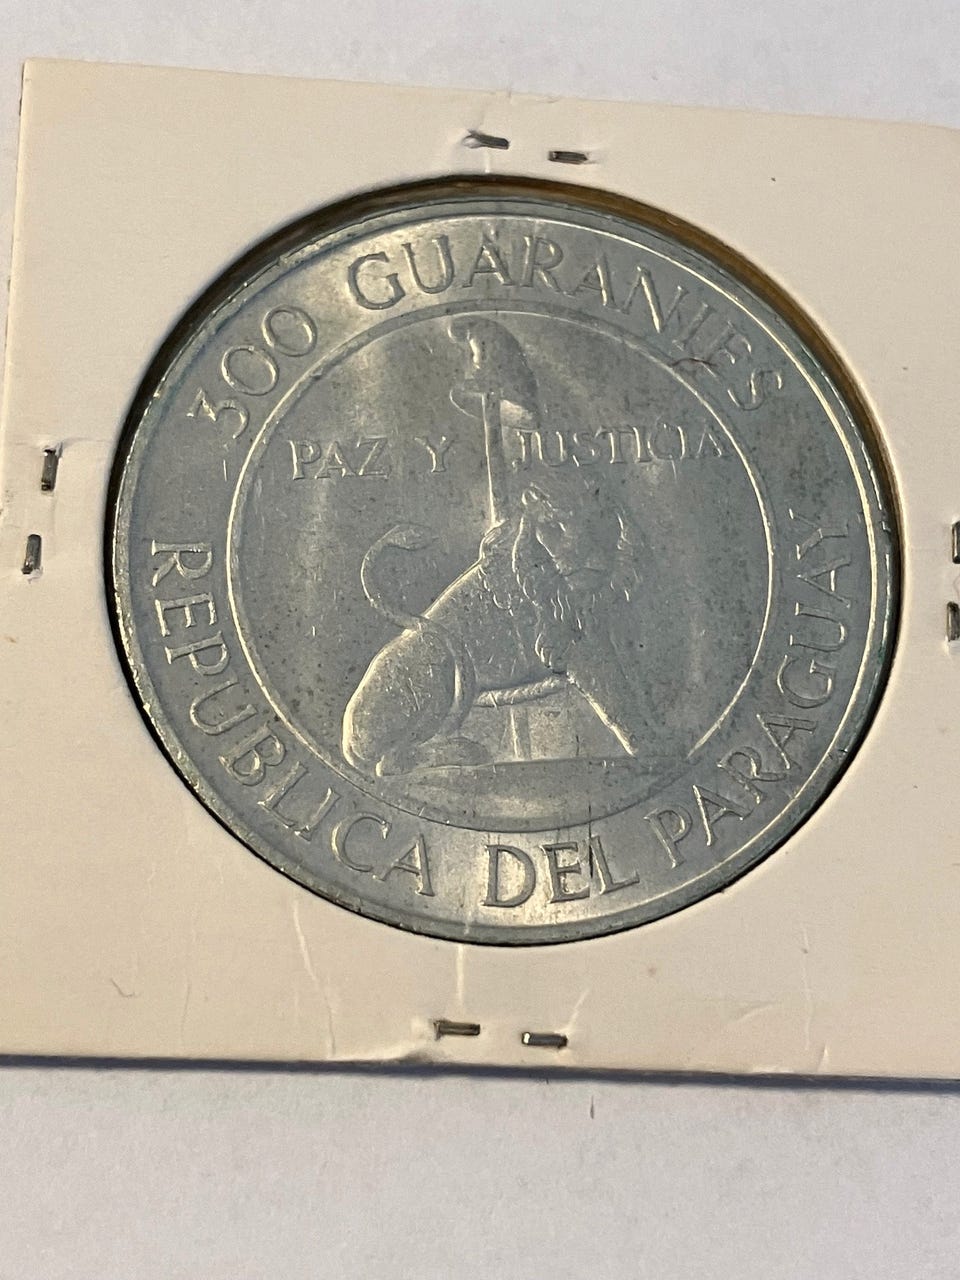 300 GUARANIES
PAZ Y JUSTICIA
REPUBLICA DEL PARAGUAY